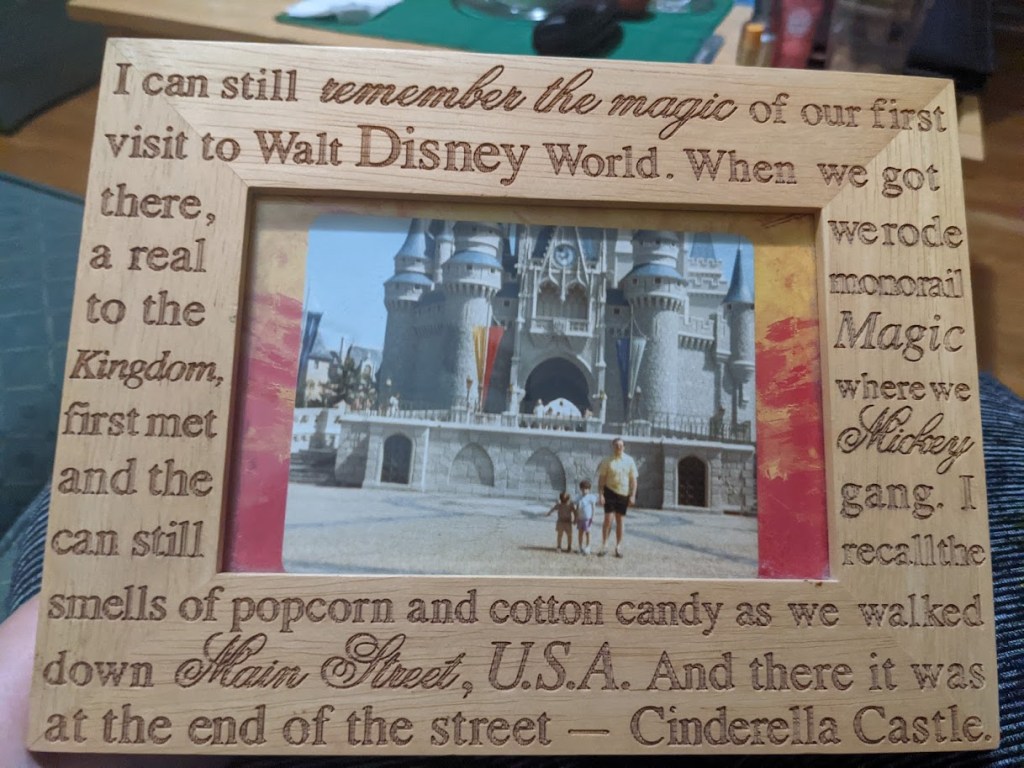 I can still remember the magic of our first
visit to Walt Disney World. When we got
there, we rode
a real monorail
to the Magic
Kingdom, where we
first met Mickey
and the gang. I
can still recall the
smells of popcorn and cotton candy as we walked
down Main Street, U.S.A. And there it was
at the end of the street — Cinderella Castle.